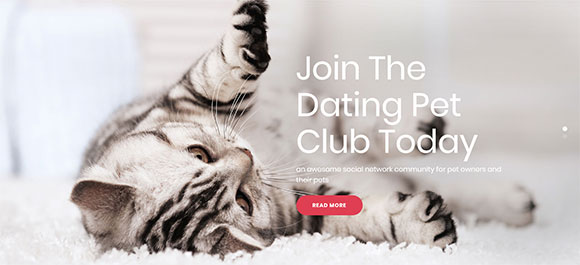 Join The
Dating Pet
Club Today
an awesome social network community for pet owners and
their pets
READ MORE